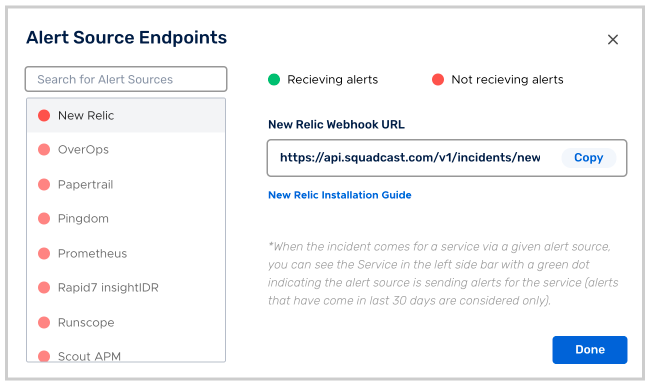 Alert Source Endpoints
Search for Alert Sources
Recieving alerts
Not recieving alerts
New Relic
OverOps
Papertrail
Pingdom
Prometheus
Rapid7 insightIDR
Runscope
Scout APM
New Relic Webhook URL
https://api.squadcast.com/v1/incidents/new
Copy
New Relic Installation Guide
*When the incident comes for a service via a given alert source,
you can see the Service in the left side bar with a green dot
indicating the alert source is sending alerts for the service (alerts
that have come in last 30 days are considered only).
Done